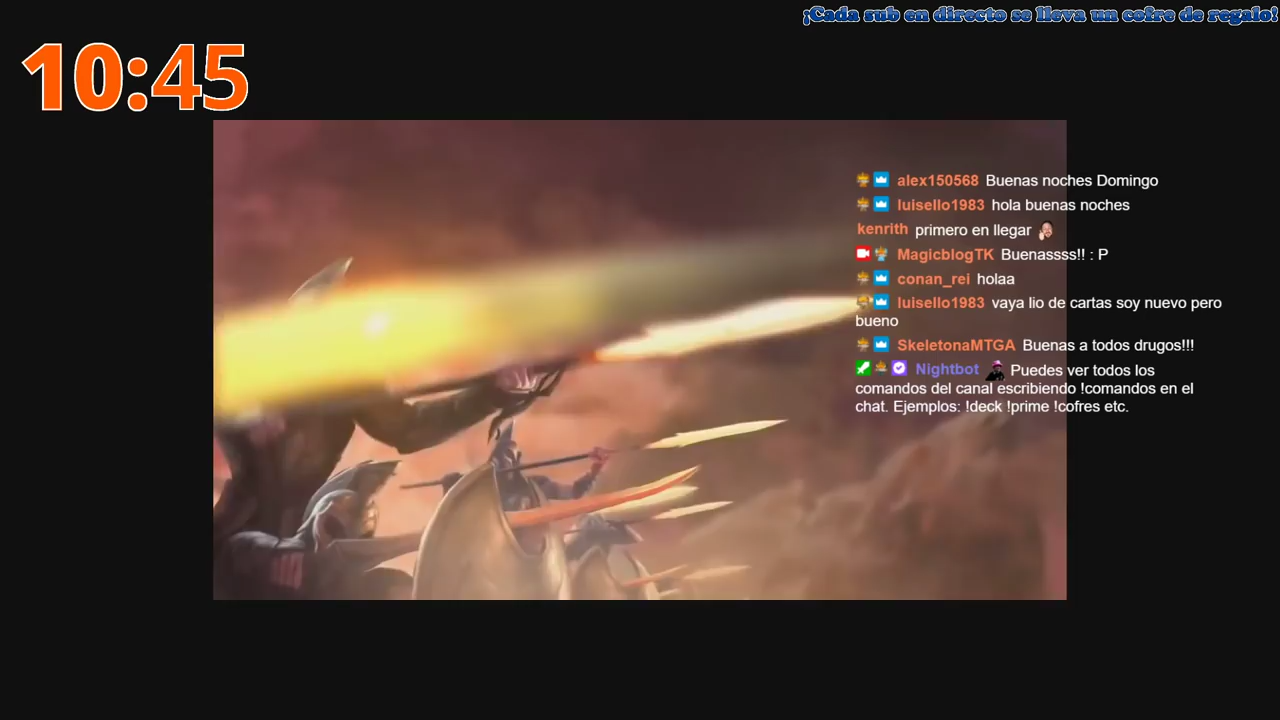 ¡Cada sub en directo se lleva un cofre de regalo!
10:45
alex150568 Buenas noches Domingo
luisello1983 hola buenas noches
kenrith primero en llegar
MagicblogTK Buenassss!! : P
conan_rei holaa
luisello1983 vaya lio de cartas soy nuevo pero
bueno
SkeletonaMTGA Buenas a todos drugos!!!
Nightbot Puedes ver todos los
comandos del canal escribiendo !comandos en el
chat. Ejemplos: !deck !prime !cofres etc.